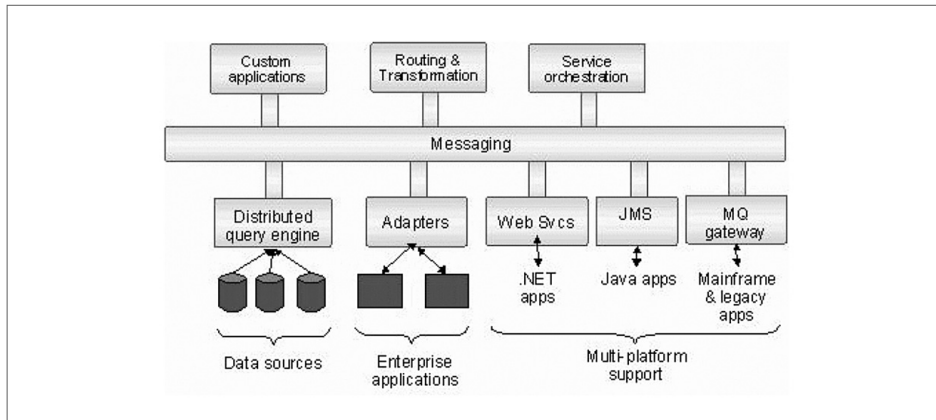 Custom
applications
Routing &
Transformation
Service
orchestration
Messaging
Distributed
query engine
Adapters
Web Svcs
JMS
MQ
gateway
.NET
apps
Java apps
Mainframe
& legacy
apps
Data sources
Enterprise
applications
Multi-platform
support